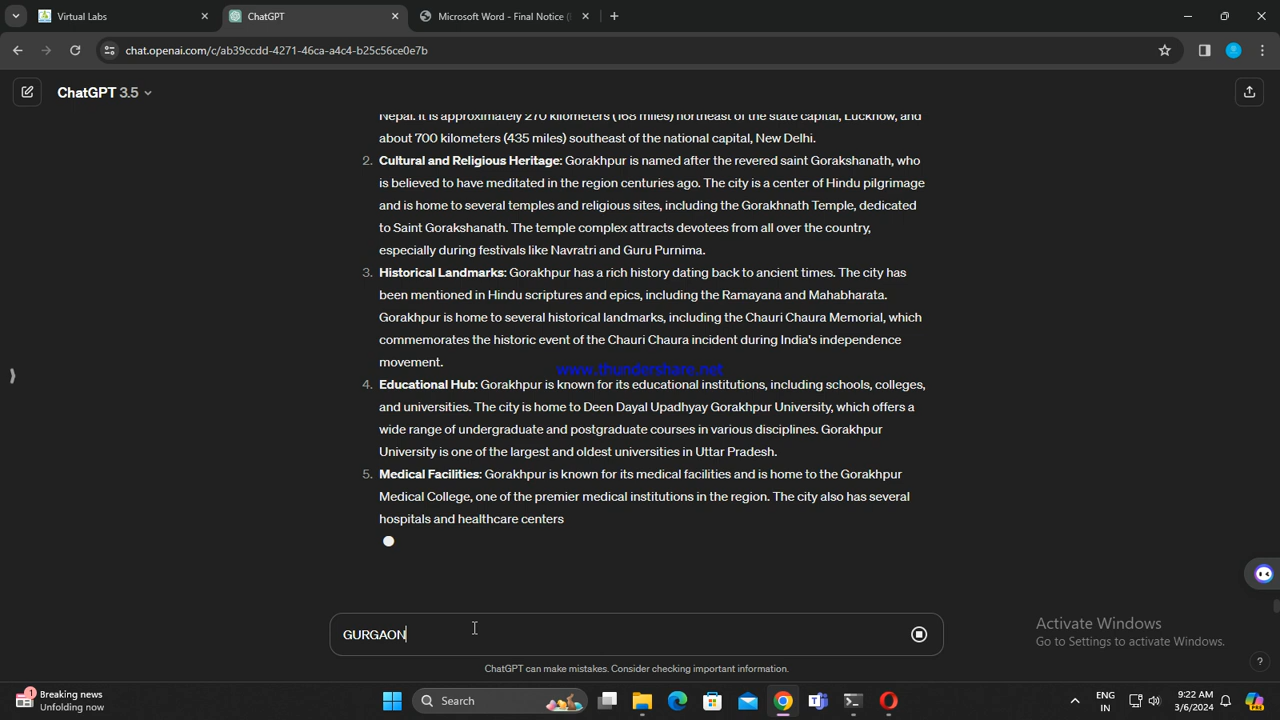 Virtual Labs
ChatGPT
Microsoft Word - Final Notice (
chat.openai.com/c/ab39ccdd-4271-46ca-a4c4-b25c56ce0e7b
ChatGPT 3.5
Nepal. It is approximately 270 kilometers (168 miles) northeast of the state capital, Lucknow, and
about 700 kilometers (435 miles) southeast of the national capital, New Delhi.
2. Cultural and Religious Heritage: Gorakhpur is named after the revered saint Gorakshanath, who
is believed to have meditated in the region centuries ago. The city is a center of Hindu pilgrimage
and is home to several temples and religious sites, including the Gorakhnath Temple, dedicated
to Saint Gorakshanath. The temple complex attracts devotees from all over the country,
especially during festivals like Navratri and Guru Purnima.
3. Historical Landmarks: Gorakhpur has a rich history dating back to ancient times. The city has
been mentioned in Hindu scriptures and epics, including the Ramayana and Mahabharata.
Gorakhpur is home to several historical landmarks, including the Chauri Chaura Memorial, which
commemorates the historic event of the Chauri Chaura incident during India's independence
movement.
www.thundershare.net
4. Educational Hub: Gorakhpur is known for its educational institutions, including schools, colleges,
and universities. The city is home to Deen Dayal Upadhyay Gorakhpur University, which offers a
wide range of undergraduate and postgraduate courses in various disciplines. Gorakhpur
University is one of the largest and oldest universities in Uttar Pradesh.
5. Medical Facilities: Gorakhpur is known for its medical facilities and is home to the Gorakhpur
Medical College, one of the premier medical institutions in the region. The city also has several
hospitals and healthcare centers
GURGAON
Activate Windows
Go to Settings to activate Windows.
ChatGPT can make mistakes. Consider checking important information.
?
1
Breaking news
Unfolding now
Search
ENG
IN
9:22 AM
3/6/2024